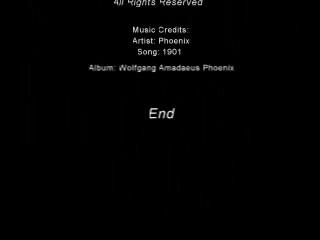 All Rights Reserved
Music Credits:
Artist: Phoenix
Song: 1901
Album: Wolfgang Amadaeus Phoenix
End